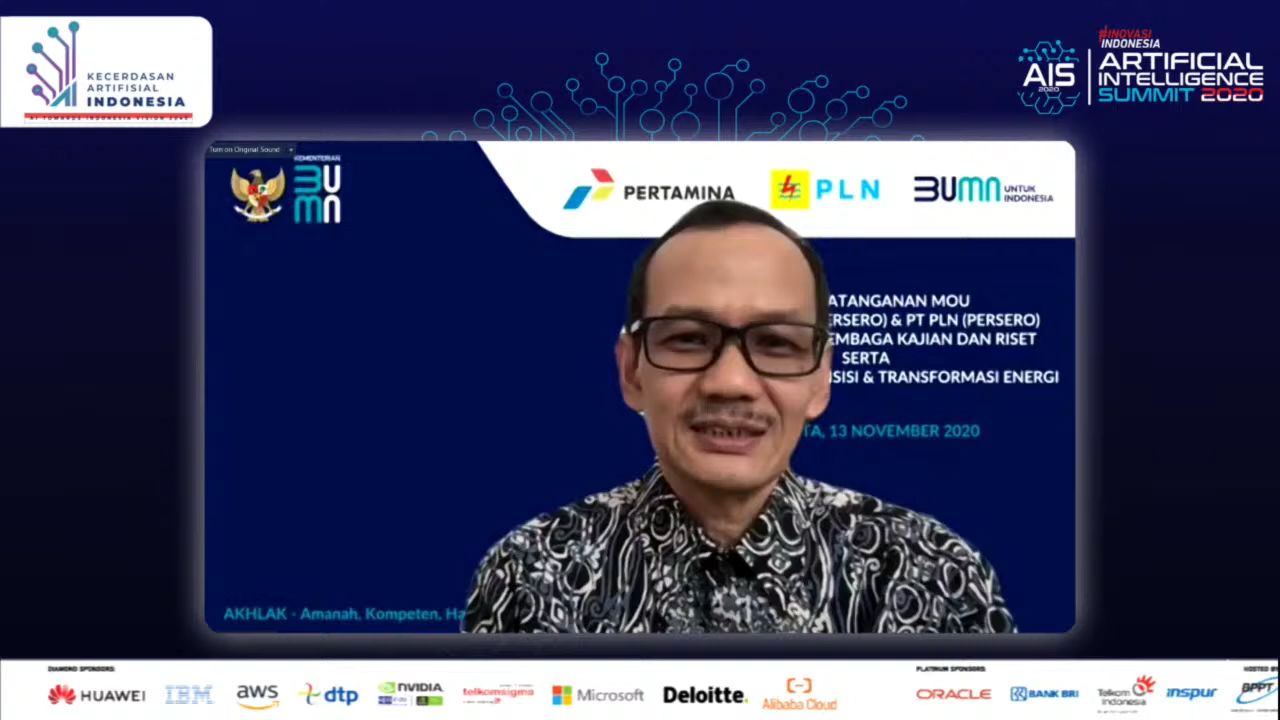 KECERDASAN
ARTIFISIAL
INDONESIA
#INOVASI
INDONESIA
AIS
2020
ARTIFICIAL
INTELLIGENCE
SUMMIT 2020
Turn on Original Sound
KEMENTERIAN
BUMN
PERTAMINA
PLN
BUMN
UNTUK
INDONESIA
ATANGANAN MOU
ERSERO) & PT PLN (PERSERO)
EMBAGA KAJIAN DAN RISET
SERTA
ISISI & TRANSFORMASI ENERGI
TA, 13 NOVEMBER 2020
AKHLAK - Amanah, Kompeten, Ha
DIAMOND SPONSORS:
HUAWEI
IBM
aws
dtp
NVIDIA
telkomsigma
Microsoft
Deloitte.
Alibaba Cloud
PLATINUM SPONSORS:
ORACLE
BANK BRI
Telkom
Indonesia
inspur
HOSTED BY
BPPT